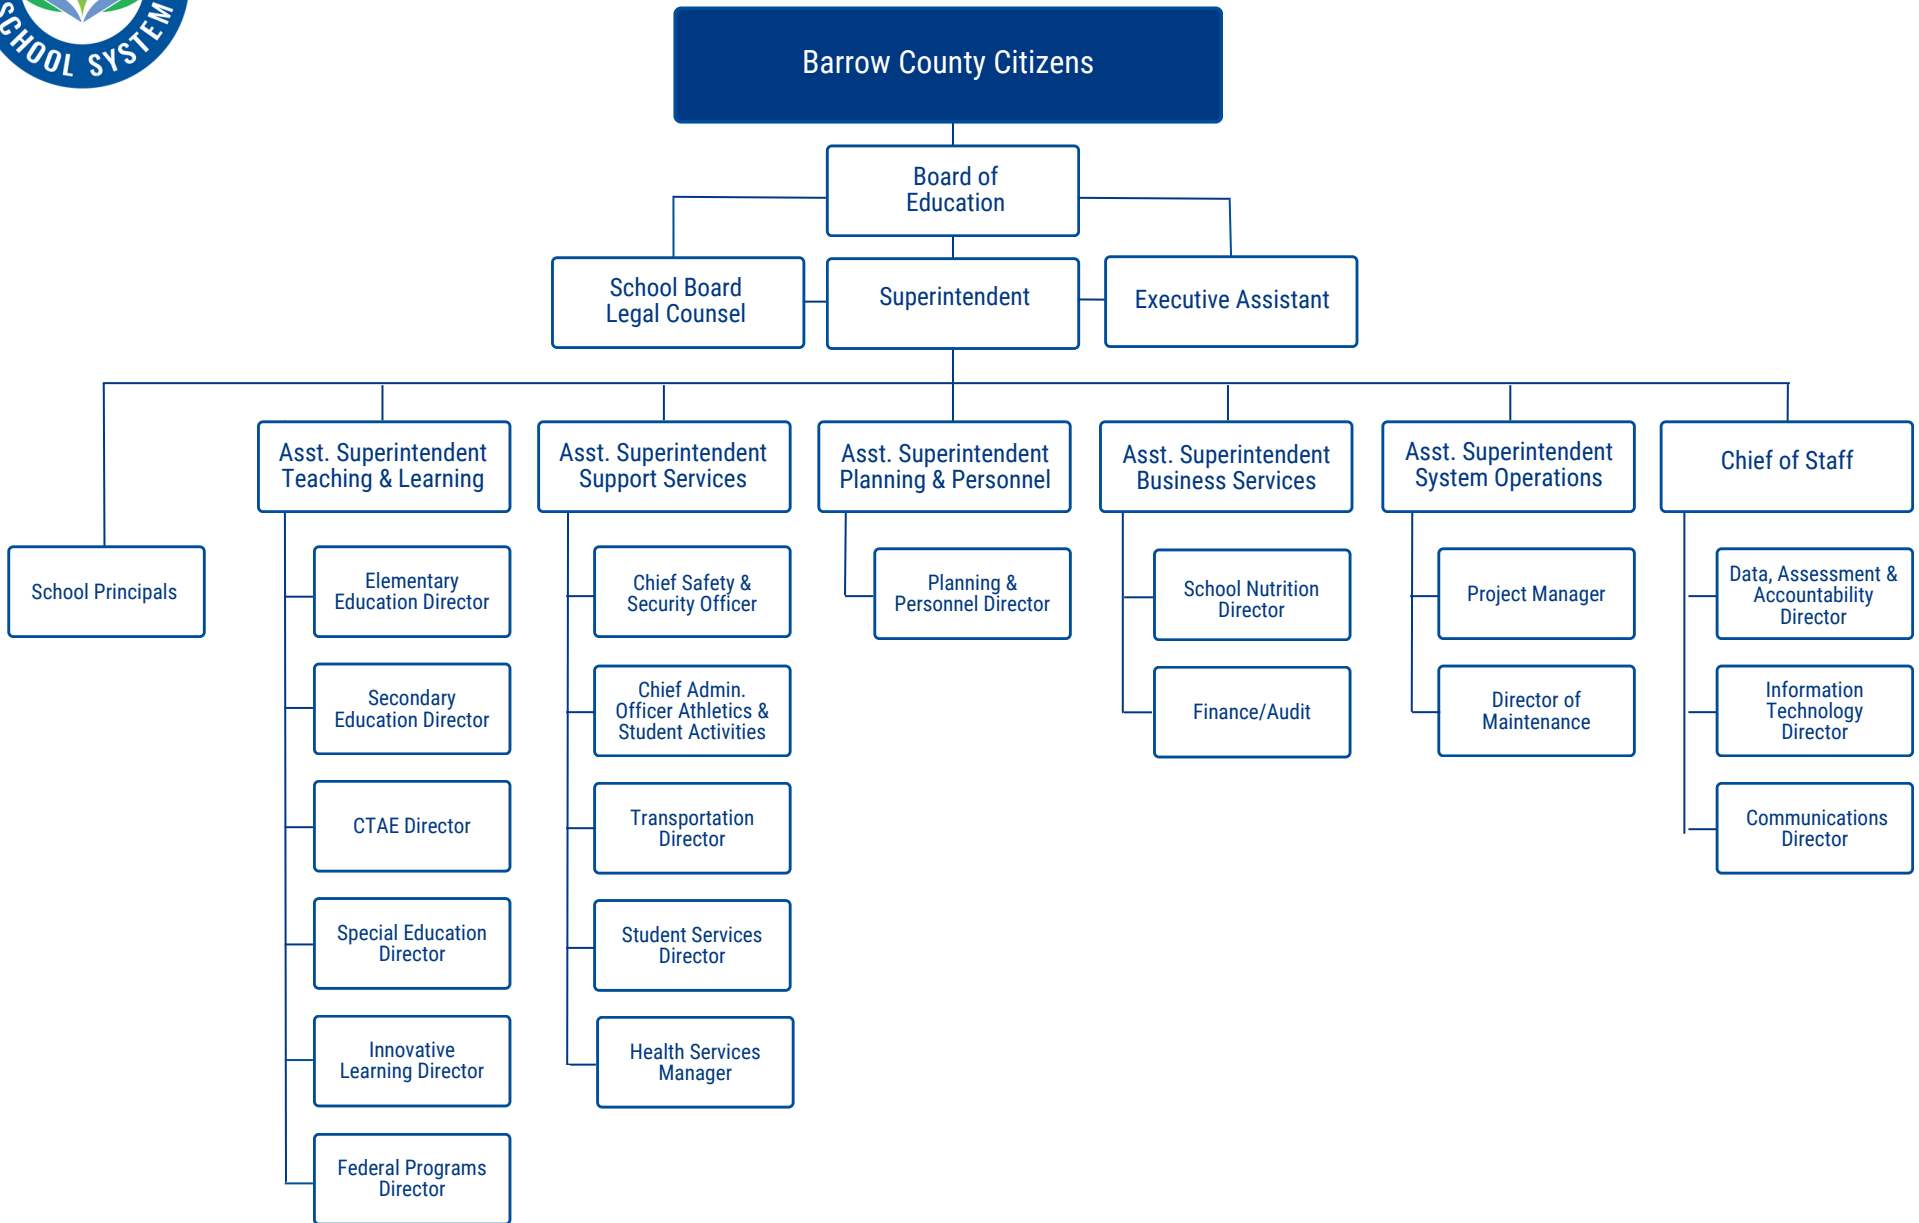 SCHOOL SYSTEM
Barrow County Citizens
Board of
Education
School Board
Legal Counsel
Superintendent
Executive Assistant
Asst. Superintendent
Teaching & Learning
Asst. Superintendent
Support Services
Asst. Superintendent
Planning & Personnel
Asst. Superintendent
Business Services
Asst. Superintendent
System Operations
Chief of Staff
School Principals
Elementary
Education Director
Secondary
Education Director
CTAE Director
Special Education
Director
Innovative
Learning Director
Federal Programs
Director
Chief Safety &
Security Officer
Chief Admin.
Officer Athletics &
Student Activities
Transportation
Director
Student Services
Director
Health Services
Manager
Planning &
Personnel Director
School Nutrition
Director
Finance/Audit
Project Manager
Director of
Maintenance
Data, Assessment &
Accountability
Director
Information
Technology
Director
Communications
Director